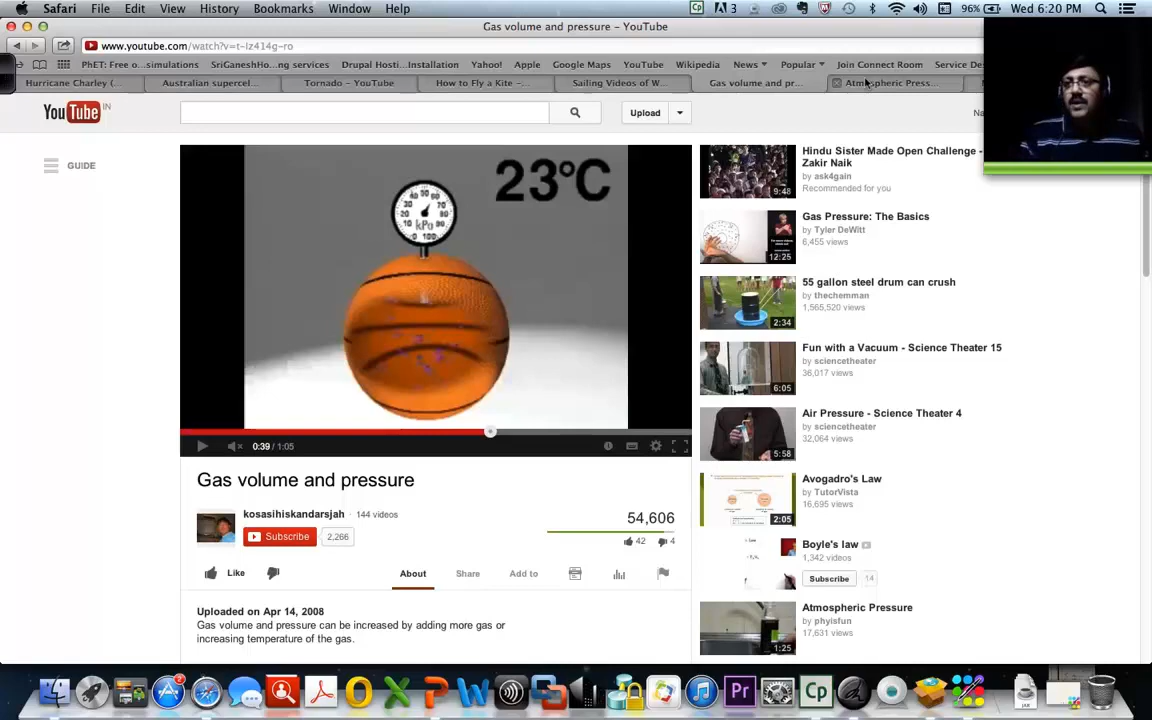 Safari File Edit View History Bookmarks Window Help 3 96% Wed 6:20 PM
Gas volume and pressure - YouTube
www.youtube.com/watch?v=t-Iz414g-ro
PhET: Free o...simulations SriGaneshHo...ng services Drupal Hosti..Installation Yahoo! Apple Google Maps YouTube Wikipedia News Popular Join Connect Room Service De
Hurricane Charley (... Australian supercel... Tornado - YouTube How to Fly a Kite -... Sailing Videos of W... Gas volume and pr... Atmospheric Press...
YouTube IN
Upload
Na
GUIDE
23°C
kPa
0:39 / 1:05
Gas volume and pressure
kosasihiskandarsjah · 144 videos
Subscribe 2,266
54,606
42 4
Like
About Share Add to
Uploaded on Apr 14, 2008
Gas volume and pressure can be increased by adding more gas or
increasing temperature of the gas.
Hindu Sister Made Open Challenge -
Zakir Naik
by ask4gain
Recommended for you
9:48
Gas Pressure: The Basics
by Tyler DeWitt
6,455 views
12:25
55 gallon steel drum can crush
by thechemman
1,565,520 views
2:34
Fun with a Vacuum - Science Theater 15
by sciencetheater
36,017 views
6:05
Air Pressure - Science Theater 4
by sciencetheater
32,064 views
5:58
Avogadro's Law
by TutorVista
16,695 views
2:05
Boyle's law
1,342 videos
Subscribe 14
Atmospheric Pressure
by phyisfun
17,631 views
1:25